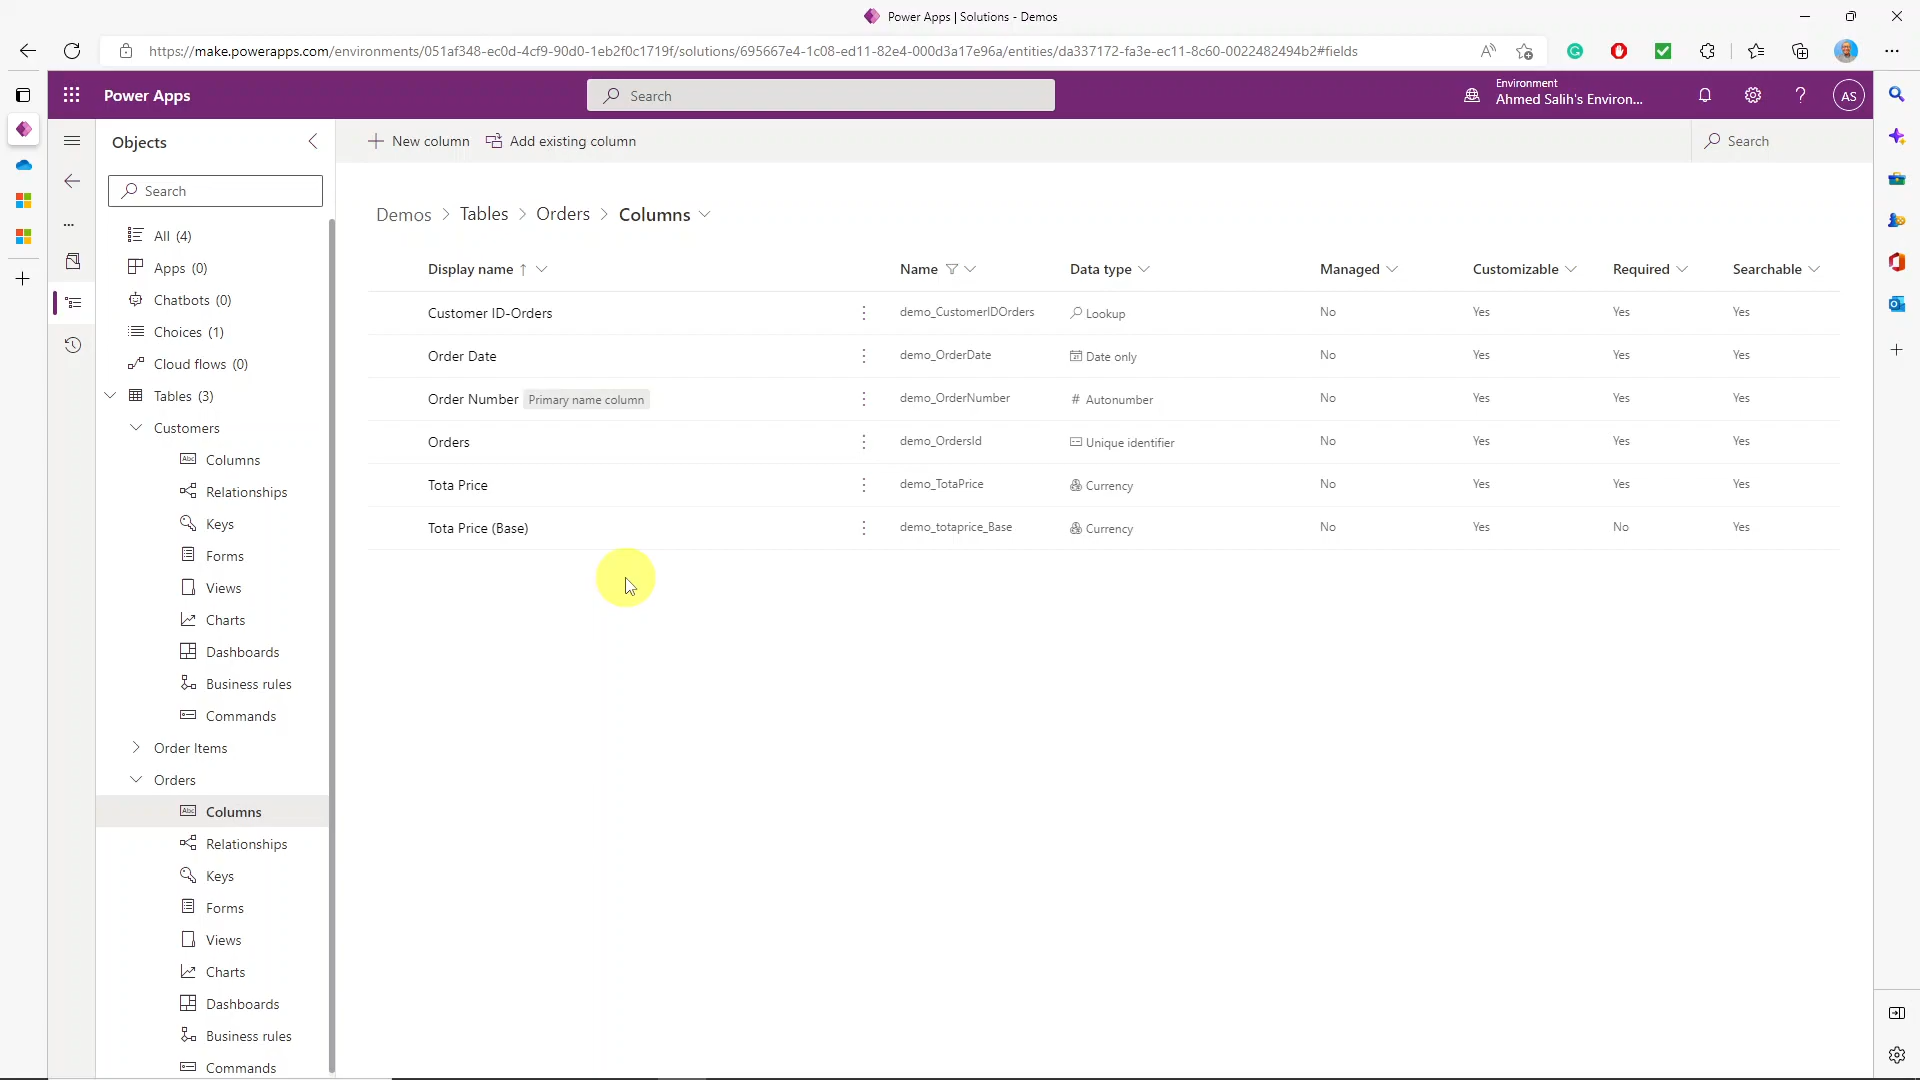 Power Apps | Solutions - Demos
https://make.powerapps.com/environments/051af348-ec0d-4cf9-90d0-1eb2f0c1719f/solutions/695667e4-1c08-ed11-82e4-000d3a17e96a/entities/da337172-fa3e-ec11-8c60-0022482494b2#fields
Power Apps
Search
Environment
Ahmed Salih's Environ...
AS
Objects
New column
Add existing column
Search
Search
All (4)
Apps (0)
Chatbots (0)
Choices (1)
Cloud flows (0)
Tables (3)
Customers
Columns
Relationships
Keys
Forms
Views
Charts
Dashboards
Business rules
Commands
Order Items
Orders
Columns
Relationships
Keys
Forms
Views
Charts
Dashboards
Business rules
Commands
Demos > Tables > Orders > Columns
Display name ↑ Name Data type Managed Customizable Required Searchable
Customer ID-Orders demo_CustomerIDOrders Lookup No Yes Yes Yes
Order Date demo_OrderDate Date only No Yes Yes Yes
Order Number Primary name column demo_OrderNumber # Autonumber No Yes Yes Yes
Orders demo_OrdersId Unique identifier No Yes Yes Yes
Tota Price demo_TotaPrice Currency No Yes Yes Yes
Tota Price (Base) demo_totaprice_Base Currency No Yes No Yes